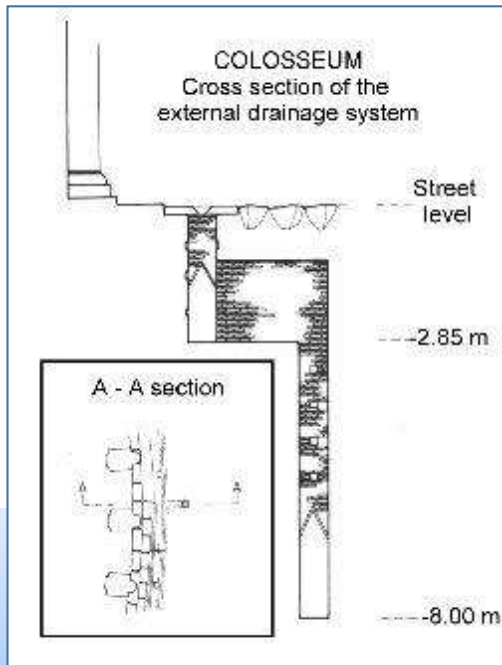 COLOSSEUM
Cross section of the
external drainage system
Street
level
-2.85 m
A - A section
-8.00 m